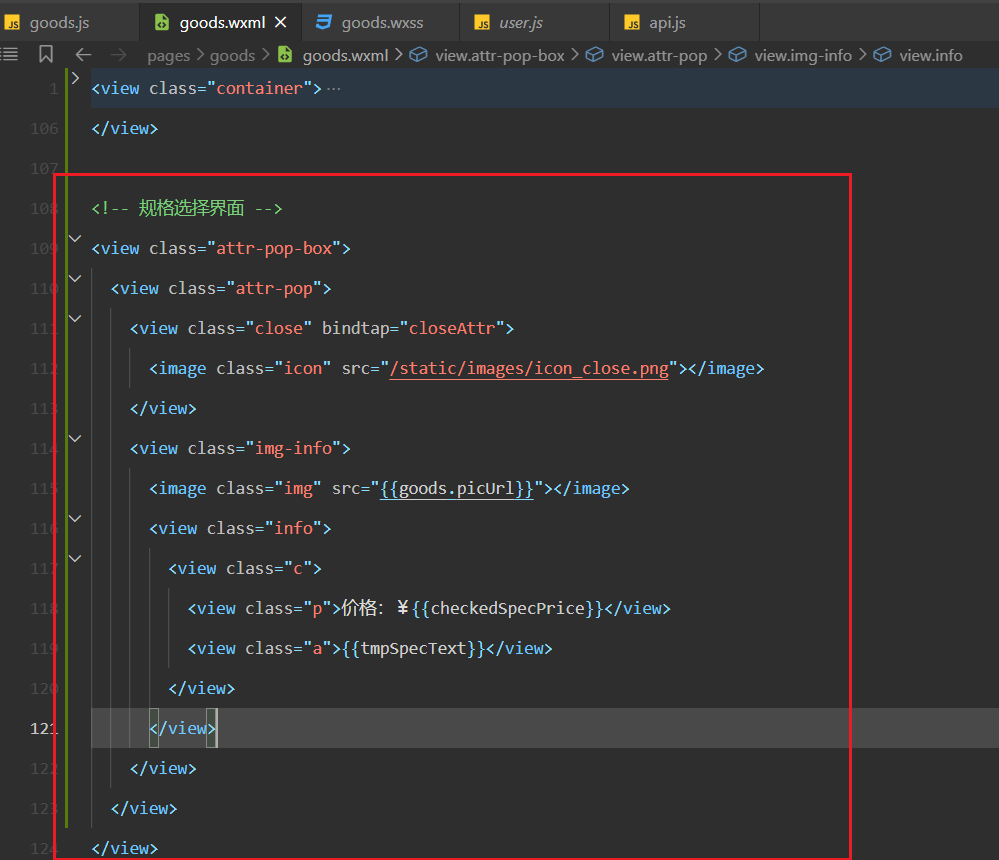 JS goods.js goods.wxml goods.wxss JS user.js JS api.js
pages goods goods.wxml view.attr-pop-box view.attr-pop view.img-info view.info
1 <view class="container"> ...
106 </view>
107
108 <!-- 规格选择界面 -->
109 <view class="attr-pop-box">
110 <view class="attr-pop">
111 <view class="close" bindtap="closeAttr">
112 <image class="icon" src="/static/images/icon_close.png"></image>
113 </view>
114 <view class="img-info">
115 <image class="img" src="{{goods.picUrl}}"></image>
116 <view class="info">
117 <view class="c">
118 <view class="p">价格：￥{{checkedSpecPrice}}</view>
119 <view class="a">{{tmpSpecText}}</view>
120 </view>
121 </view>
122 </view>
123 </view>
124 </view>